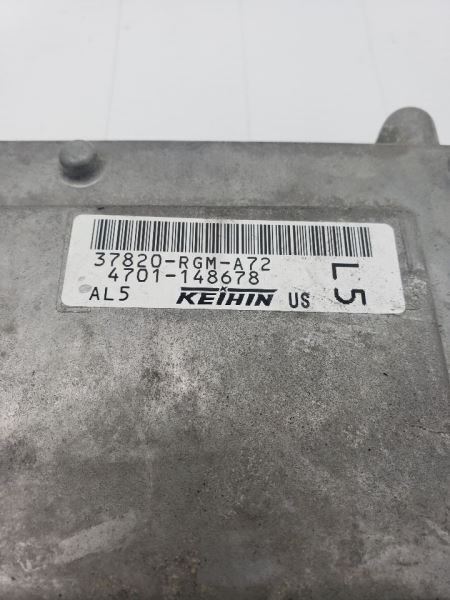 37820-RGM-A72
4701-148678
AL5 KEIHIN US
L5